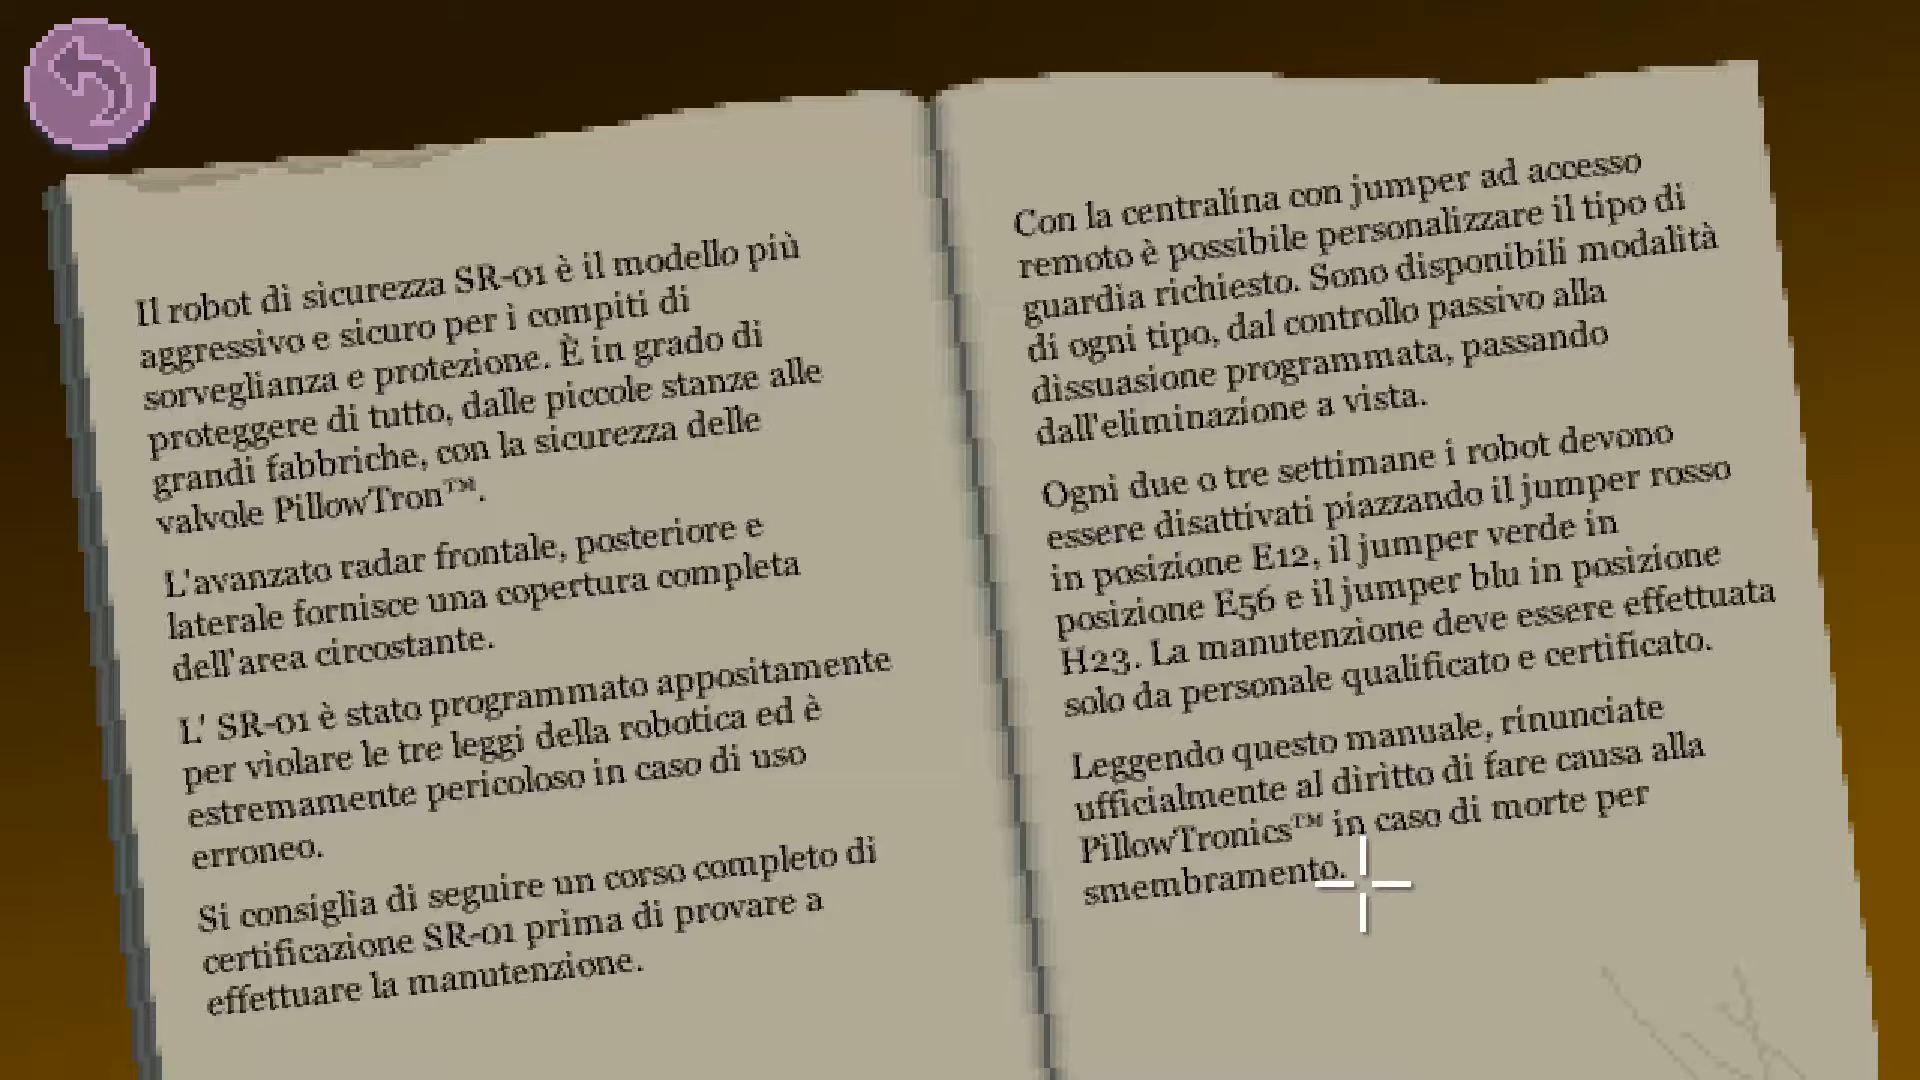 Il robot di sicurezza SR-01 è il modello più
aggressivo e sicuro per i compiti di
sorveglianza e protezione. È in grado di
proteggere di tutto, dalle piccole stanze alle
grandi fabbriche, con la sicurezza delle
valvole PillowTron™.
L'avanzato radar frontale, posteriore e
laterale fornisce una copertura completa
dell'area circostante.
L' SR-01 è stato programmato appositamente
per violare le tre leggi della robotica ed è
estremamente pericoloso in caso di uso
erroneo.
Si consiglia di seguire un corso completo di
certificazione SR-01 prima di provare a
effettuare la manutenzione.
Con la centralina con jumper ad accesso
remoto è possibile personalizzare il tipo di
guardia richiesto. Sono disponibili modalità
di ogni tipo, dal controllo passivo alla
dissuasione programmata, passando
dall'eliminazione a vista.
Ogni due o tre settimane i robot devono
essere disattivati piazzando il jumper rosso
in posizione E12, il jumper verde in
posizione E56 e il jumper blu in posizione
H23. La manutenzione deve essere effettuata
solo da personale qualificato e certificato.
Leggendo questo manuale, rinunciate
ufficialmente al diritto di fare causa alla
PillowTronics™ in caso di morte per
smembramento.